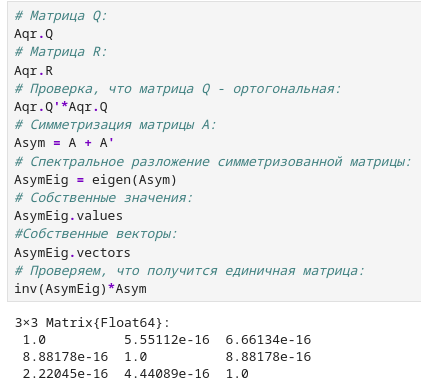 # Матрица Q:
Aqr.Q
# Матрица R:
Aqr.R
# Проверка, что матрица Q - ортогональная:
Aqr.Q'*Aqr.Q
# Симметризация матрицы A:
Asym = A + A'
# Спектральное разложение симметризованной матрицы:
AsymEig = eigen(Asym)
# Собственные значения:
AsymEig.values
#Собственные векторы:
AsymEig.vectors
# Проверяем, что получится единичная матрица:
inv(AsymEig)*Asym
3×3 Matrix{Float64}:
1.0 5.55112e-16 6.66134e-16
8.88178e-16 1.0 8.88178e-16
2.22045e-16 4.44089e-16 1.0